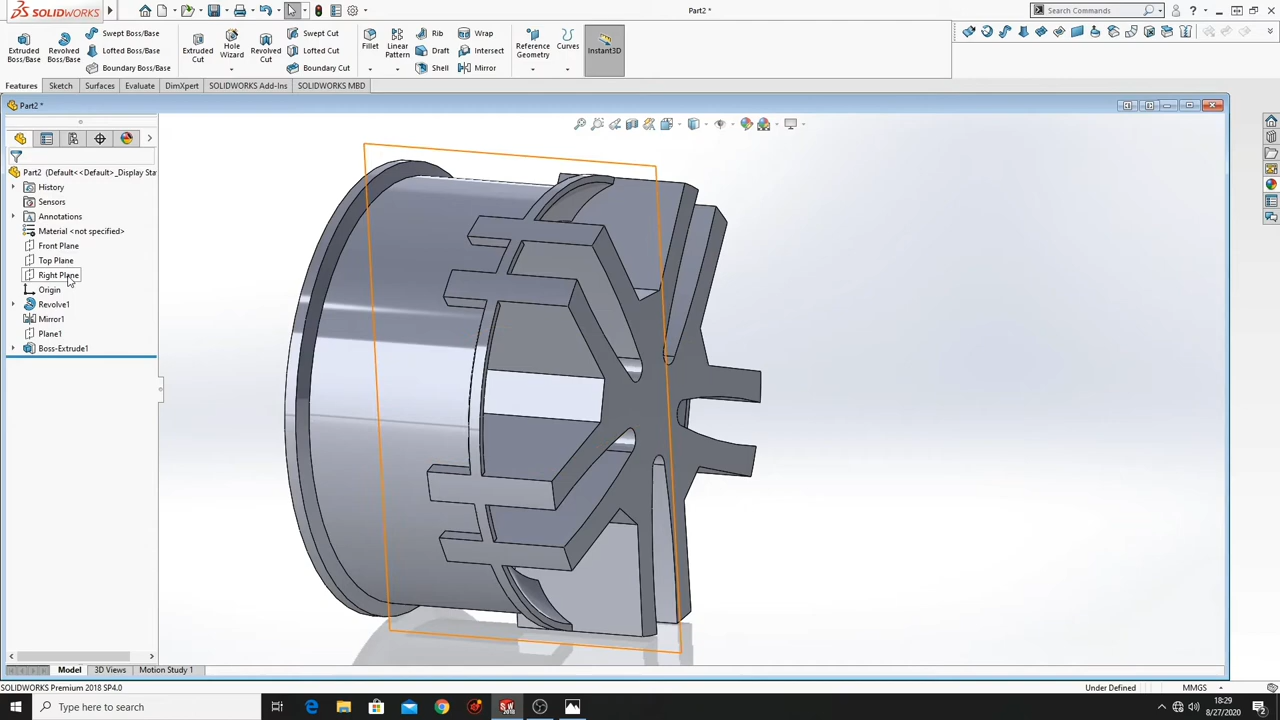 SOLIDWORKS
Part2 *
Search Commands
Extruded Boss/Base
Revolved Boss/Base
Swept Boss/Base
Lofted Boss/Base
Boundary Boss/Base
Extruded Cut
Hole Wizard
Revolved Cut
Swept Cut
Lofted Cut
Boundary Cut
Fillet
Linear Pattern
Rib
Draft
Shell
Wrap
Intersect
Mirror
Reference Geometry
Curves
Instant3D
Features
Sketch
Surfaces
Evaluate
DimXpert
SOLIDWORKS Add-Ins
SOLIDWORKS MBD
Part2 *
Part2 (Default<<Default>_Display Sta
History
Sensors
Annotations
Material <not specified>
Front Plane
Top Plane
Right Plane
Origin
Revolve1
Mirror1
Plane1
Boss-Extrude1
Model
3D Views
Motion Study 1
SOLIDWORKS Premium 2018 SP4.0
Under Defined
MMGS
Type here to search
18:29
8/27/2020